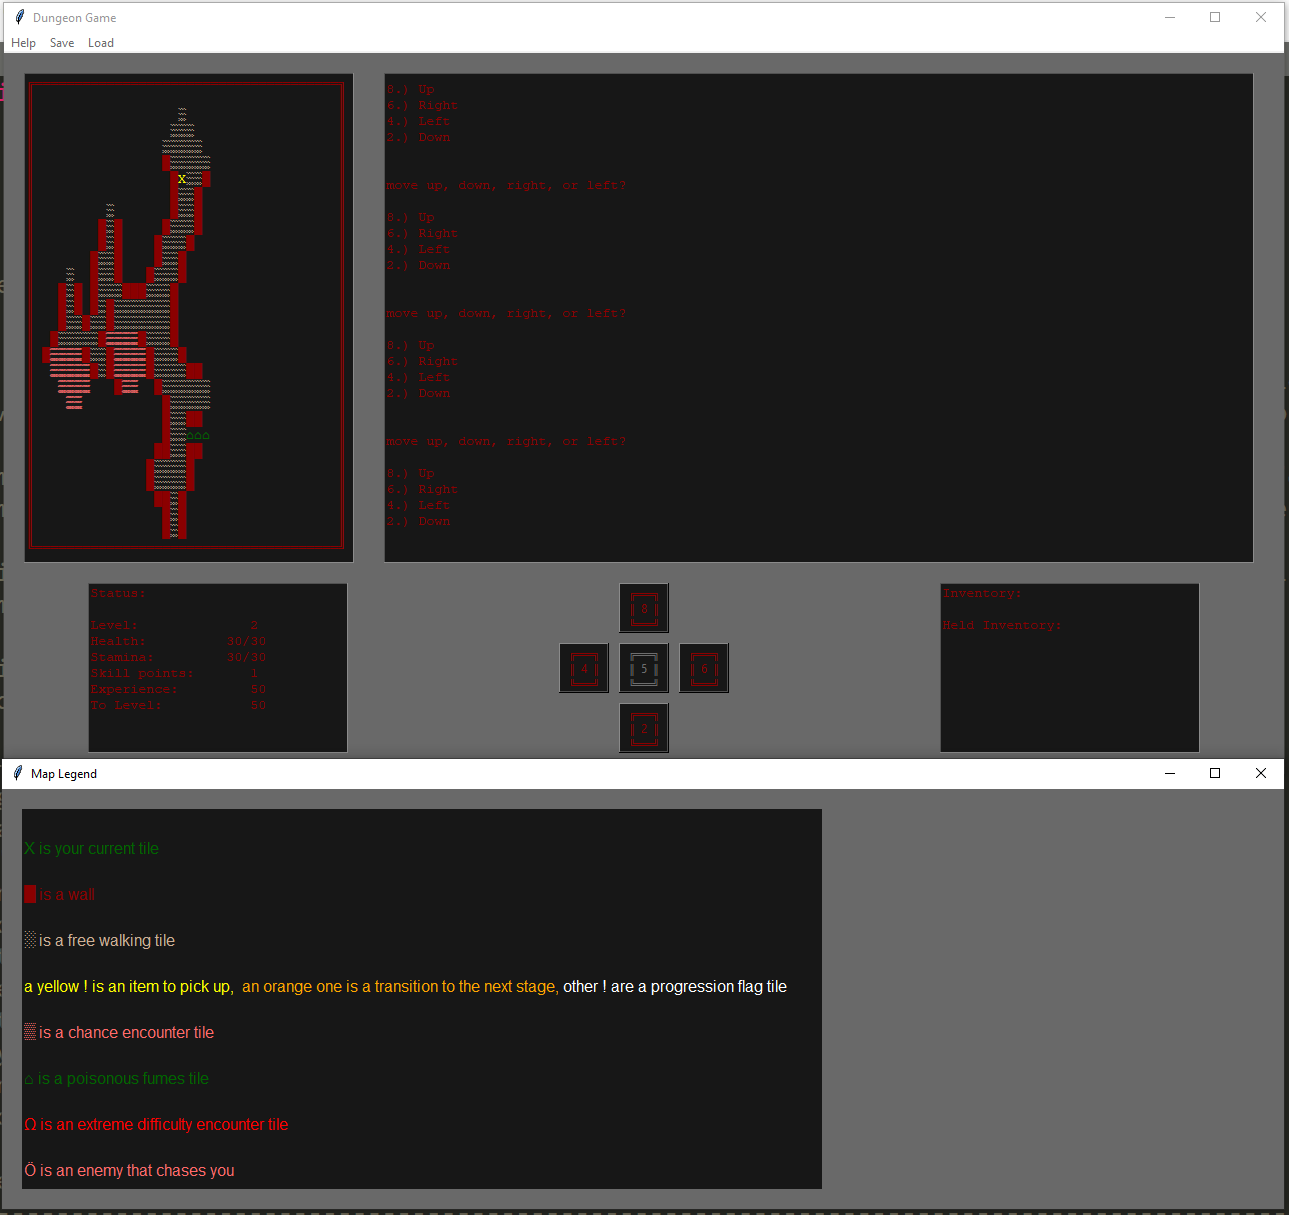 Dungeon Game
Help Save Load
8.) Up
6.) Right
4.) Left
2.) Down
move up, down, right, or left?
8.) Up
6.) Right
4.) Left
2.) Down
move up, down, right, or left?
8.) Up
6.) Right
4.) Left
2.) Down
move up, down, right, or left?
8.) Up
6.) Right
4.) Left
2.) Down
X
⌂⌂⌂
Status:
Level: 2
Health: 30/30
Stamina: 30/30
Skill points: 1
Experience: 50
To Level: 50
8
4 5 6
2
Inventory:
Held Inventory:
Map Legend
X is your current tile
█ is a wall
░ is a free walking tile
a yellow ! is an item to pick up, an orange one is a transition to the next stage, other ! are a progression flag tile
▒ is a chance encounter tile
⌂ is a poisonous fumes tile
Ω is an extreme difficulty encounter tile
Ö is an enemy that chases you